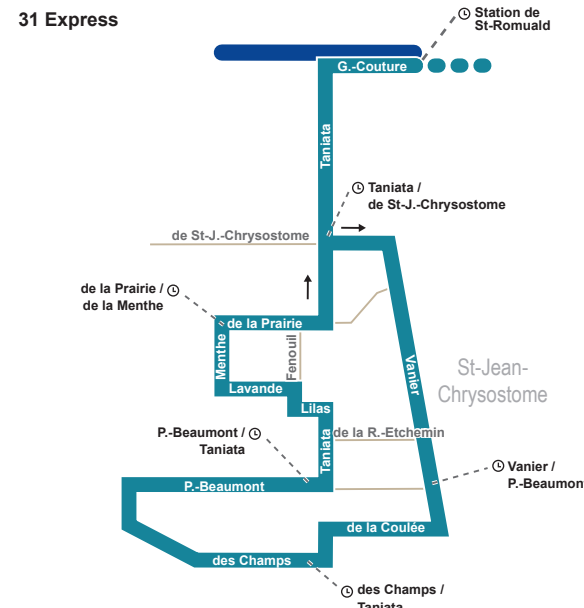 31 Express
Station de
St-Romuald
G.-Couture
Taniata
Taniata /
de St-J.-Chrysostome
de St-J.-Chrysostome
de la Prairie /
de la Menthe
de la Prairie
Menthe
Fenouil
Vanier
St-Jean-
Chrysostome
Lavande
Lilas
P.-Beaumont /
Taniata
Taniata
de la R.-Etchemin
Vanier /
P.-Beaumont
P.-Beaumont
de la Coulée
des Champs
des Champs /
Taniata